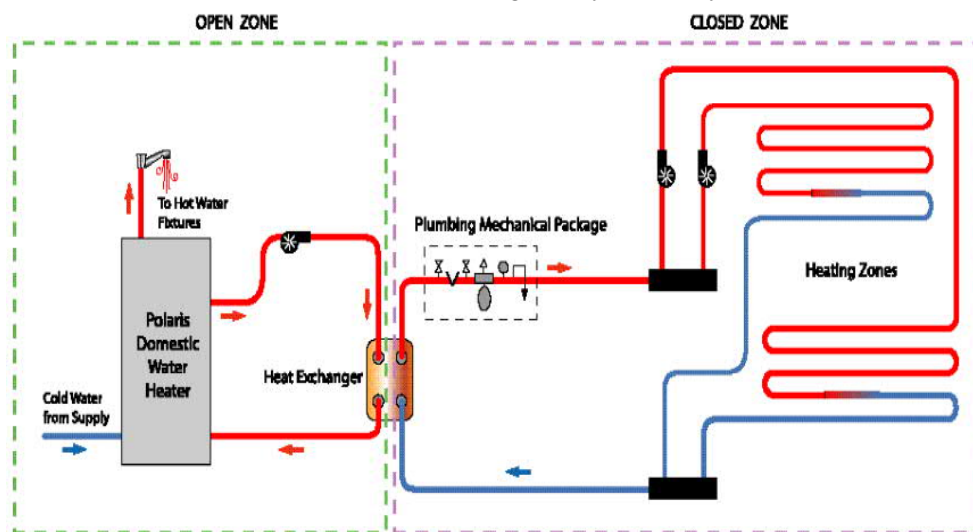 OPEN ZONE
CLOSED ZONE
To Hot Water
Fixtures
Plumbing Mechanical Package
Heating Zones
Polaris
Domestic
Water
Heater
Heat Exchanger
Cold Water
from Supply